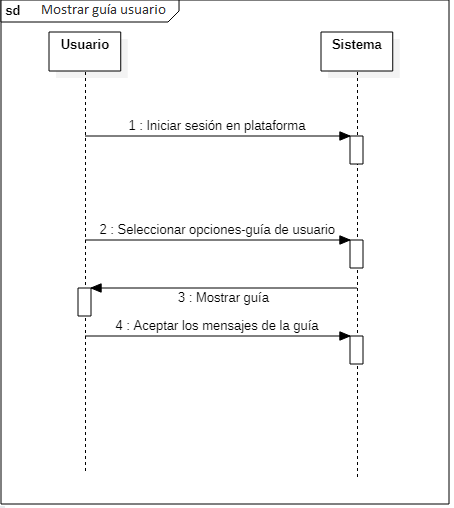 sd Mostrar guía usuario
Usuario Sistema
1 : Iniciar sesión en plataforma
2 : Seleccionar opciones-guía de usuario
3 : Mostrar guía
4 : Aceptar los mensajes de la guía